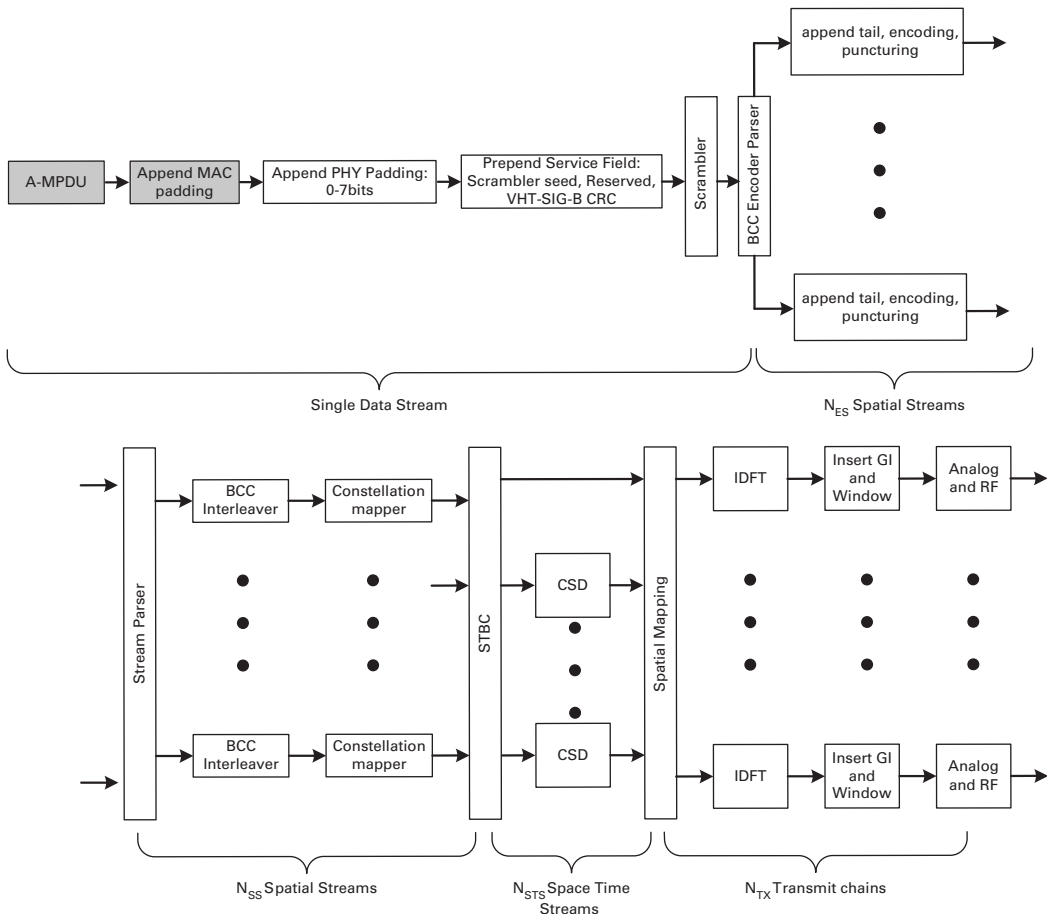 append tail, encoding,
puncturing
A-MPDU
Append MAC
padding
Append PHY Padding:
0-7bits
Prepend Service Field:
Scrambler seed, Reserved,
VHT-SIG-B CRC
Scrambler
BCC Encoder Parser
append tail, encoding,
puncturing
Single Data Stream
N_ES Spatial Streams
Stream Parser
BCC
Interleaver
Constellation
mapper
STBC
CSD
Spatial Mapping
IDFT
Insert GI
and
Window
Analog
and RF
BCC
Interleaver
Constellation
mapper
CSD
IDFT
Insert GI
and
Window
Analog
and RF
N_SS Spatial Streams
N_STS Space Time
Streams
N_TX Transmit chains